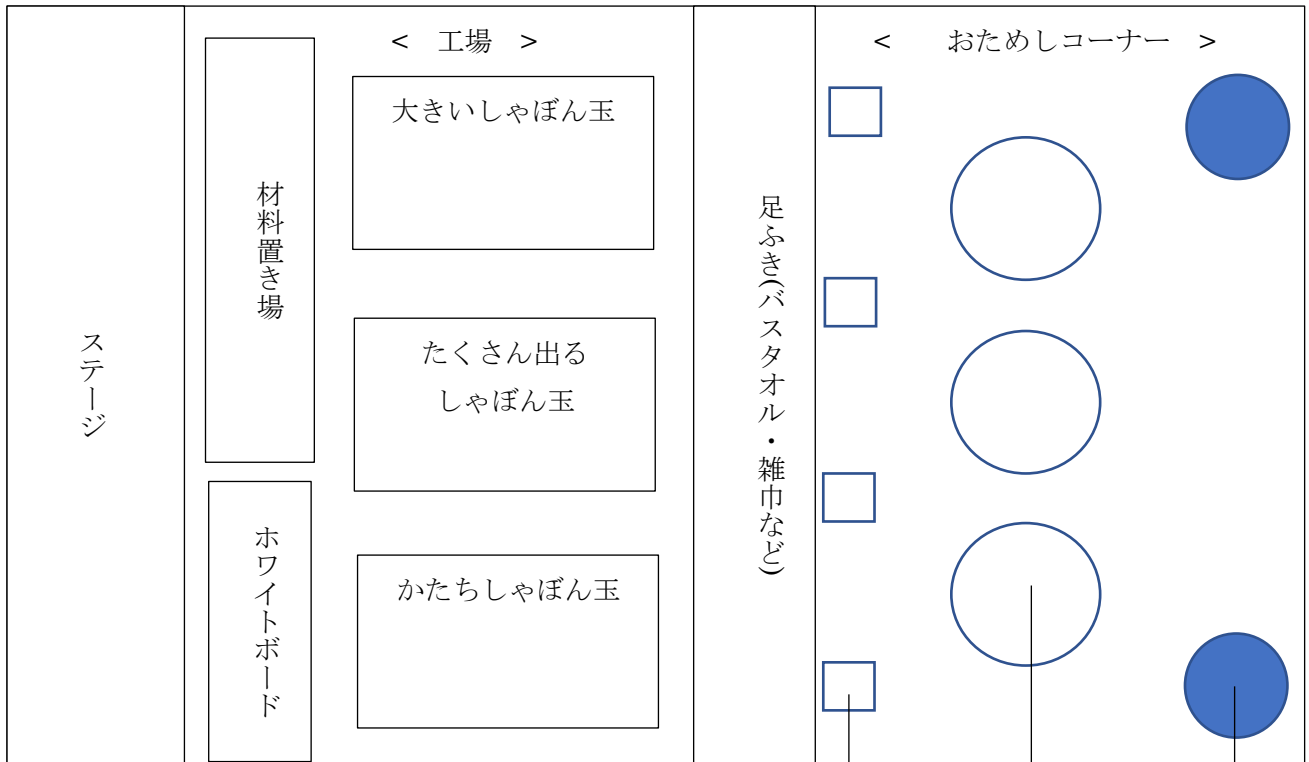 < 工場 >
< おためしコーナー >
ステージ
材料置き場
ホワイトボード
大きいしゃぼん玉
たくさん出る
しゃぼん玉
かたちしゃぼん玉
足ふき(バスタオル・雑巾など)